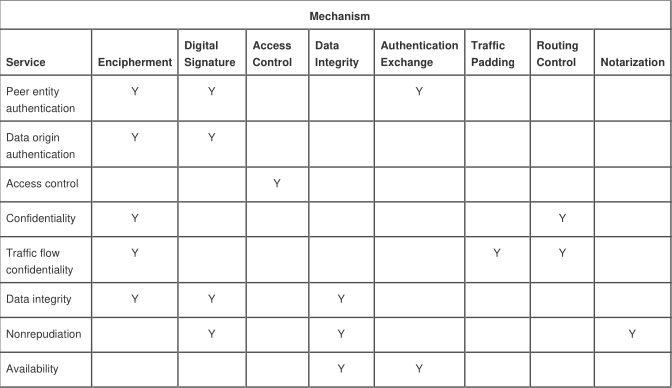 Mechanism
Service Encipherment Digital Signature Access Control Data Integrity Authentication Exchange Traffic Padding Routing Control Notarization
Peer entity authentication Y Y Y
Data origin authentication Y Y
Access control Y
Confidentiality Y Y
Traffic flow confidentiality Y Y Y
Data integrity Y Y Y
Nonrepudiation Y Y Y
Availability Y Y